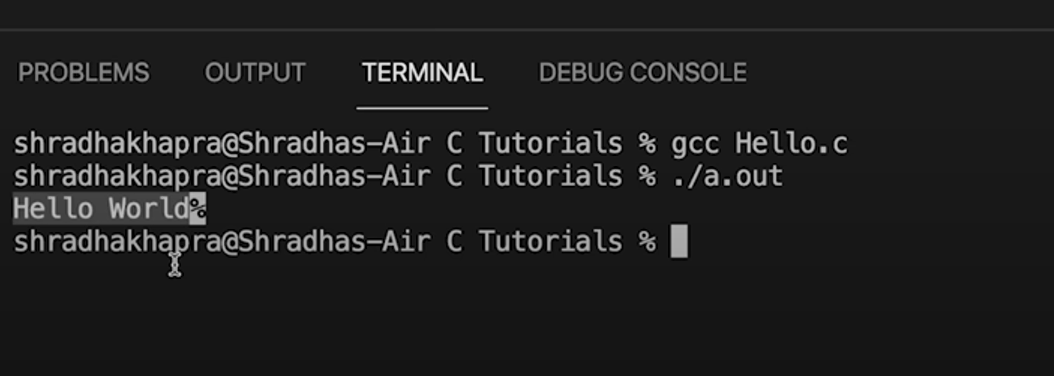 PROBLEMS OUTPUT TERMINAL DEBUG CONSOLE
shradhakhapra@Shradhas-Air C Tutorials % gcc Hello.c
shradhakhapra@Shradhas-Air C Tutorials % ./a.out
Hello World%
shradhakhapra@Shradhas-Air C Tutorials %